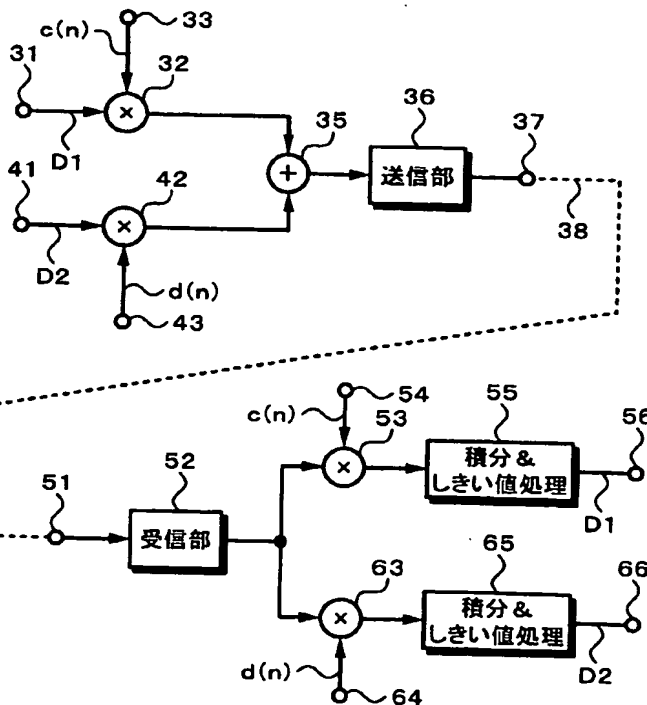 33
c(n)
31
32
36
35
37
×
D1
41
42
+
送信部
×
38
D2
d(n)
43
54
c(n)
53
55
56
積分&
しきい値処理
×
51
52
D1
受信部
63
65
66
積分&
しきい値処理
×
D2
d(n)
64